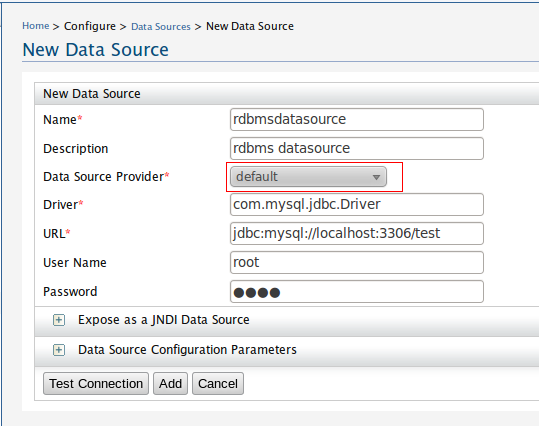 Home > Configure > Data Sources > New Data Source
New Data Source
New Data Source
Name* rdbmsdatasource
Description rdbms datasource
Data Source Provider* default
Driver* com.mysql.jdbc.Driver
URL* jdbc:mysql://localhost:3306/test
User Name root
Password ●●●●
Expose as a JNDI Data Source
Data Source Configuration Parameters
Test Connection Add Cancel